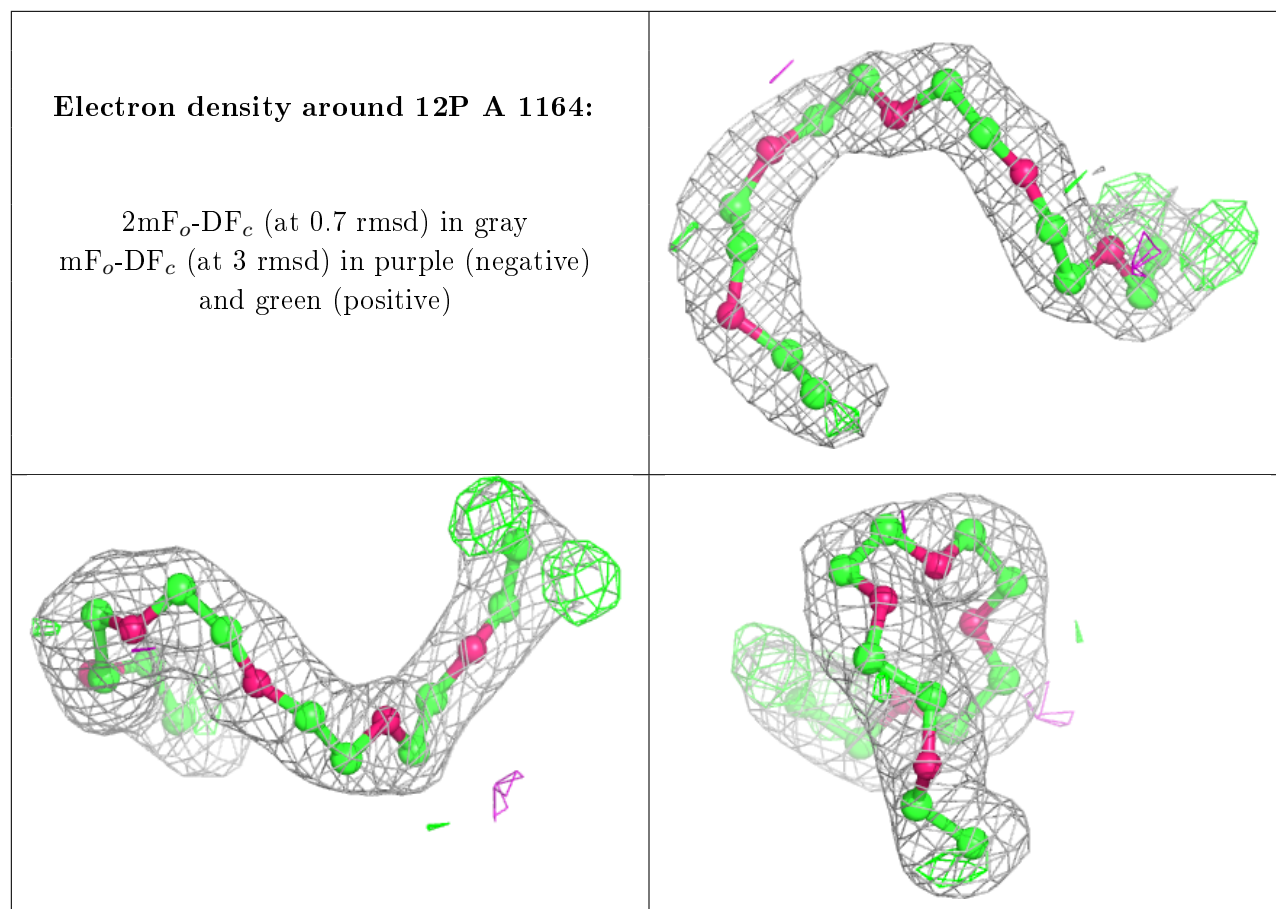 Electron density around 12P A 1164:
2mFₒ-DF𝒸 (at 0.7 rmsd) in gray
mFₒ-DF𝒸 (at 3 rmsd) in purple (negative)
and green (positive)